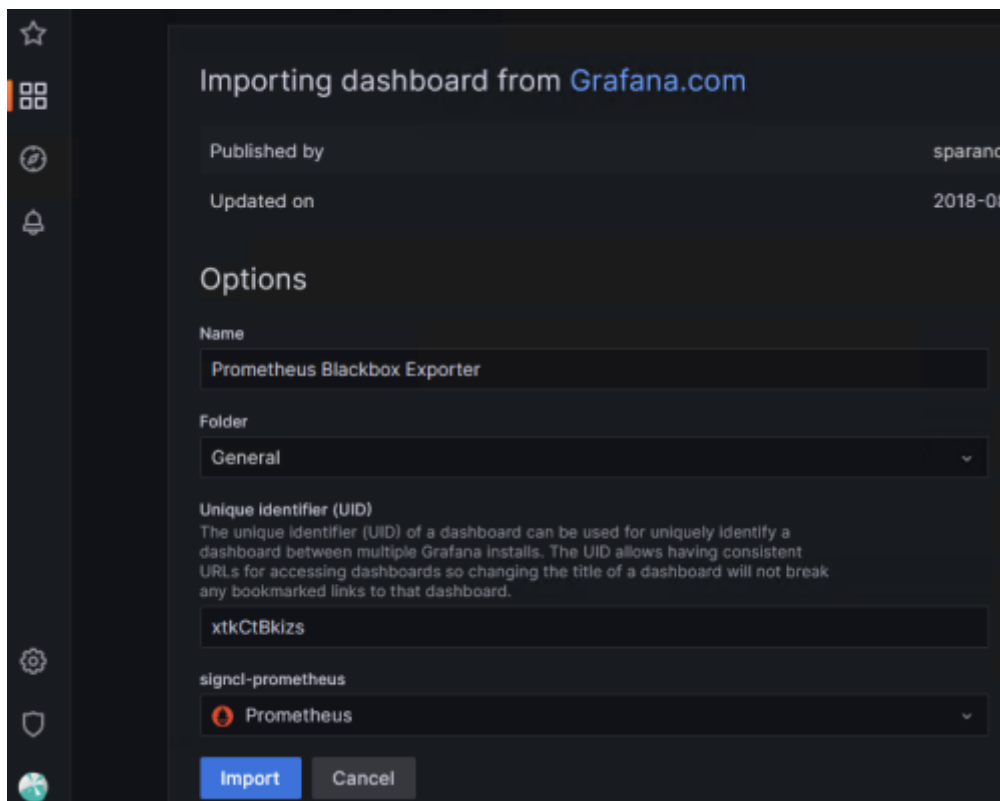 Importing dashboard from Grafana.com
Published by
sparanc
Updated on
2018-08
Options
Name
Prometheus Blackbox Exporter
Folder
General
Unique identifier (UID)
The unique identifier (UID) of a dashboard can be used for uniquely identify a
dashboard between multiple Grafana installs. The UID allows having consistent
URLs for accessing dashboards so changing the title of a dashboard will not break
any bookmarked links to that dashboard.
xtkCtBkizs
signcl-prometheus
Prometheus
Import Cancel